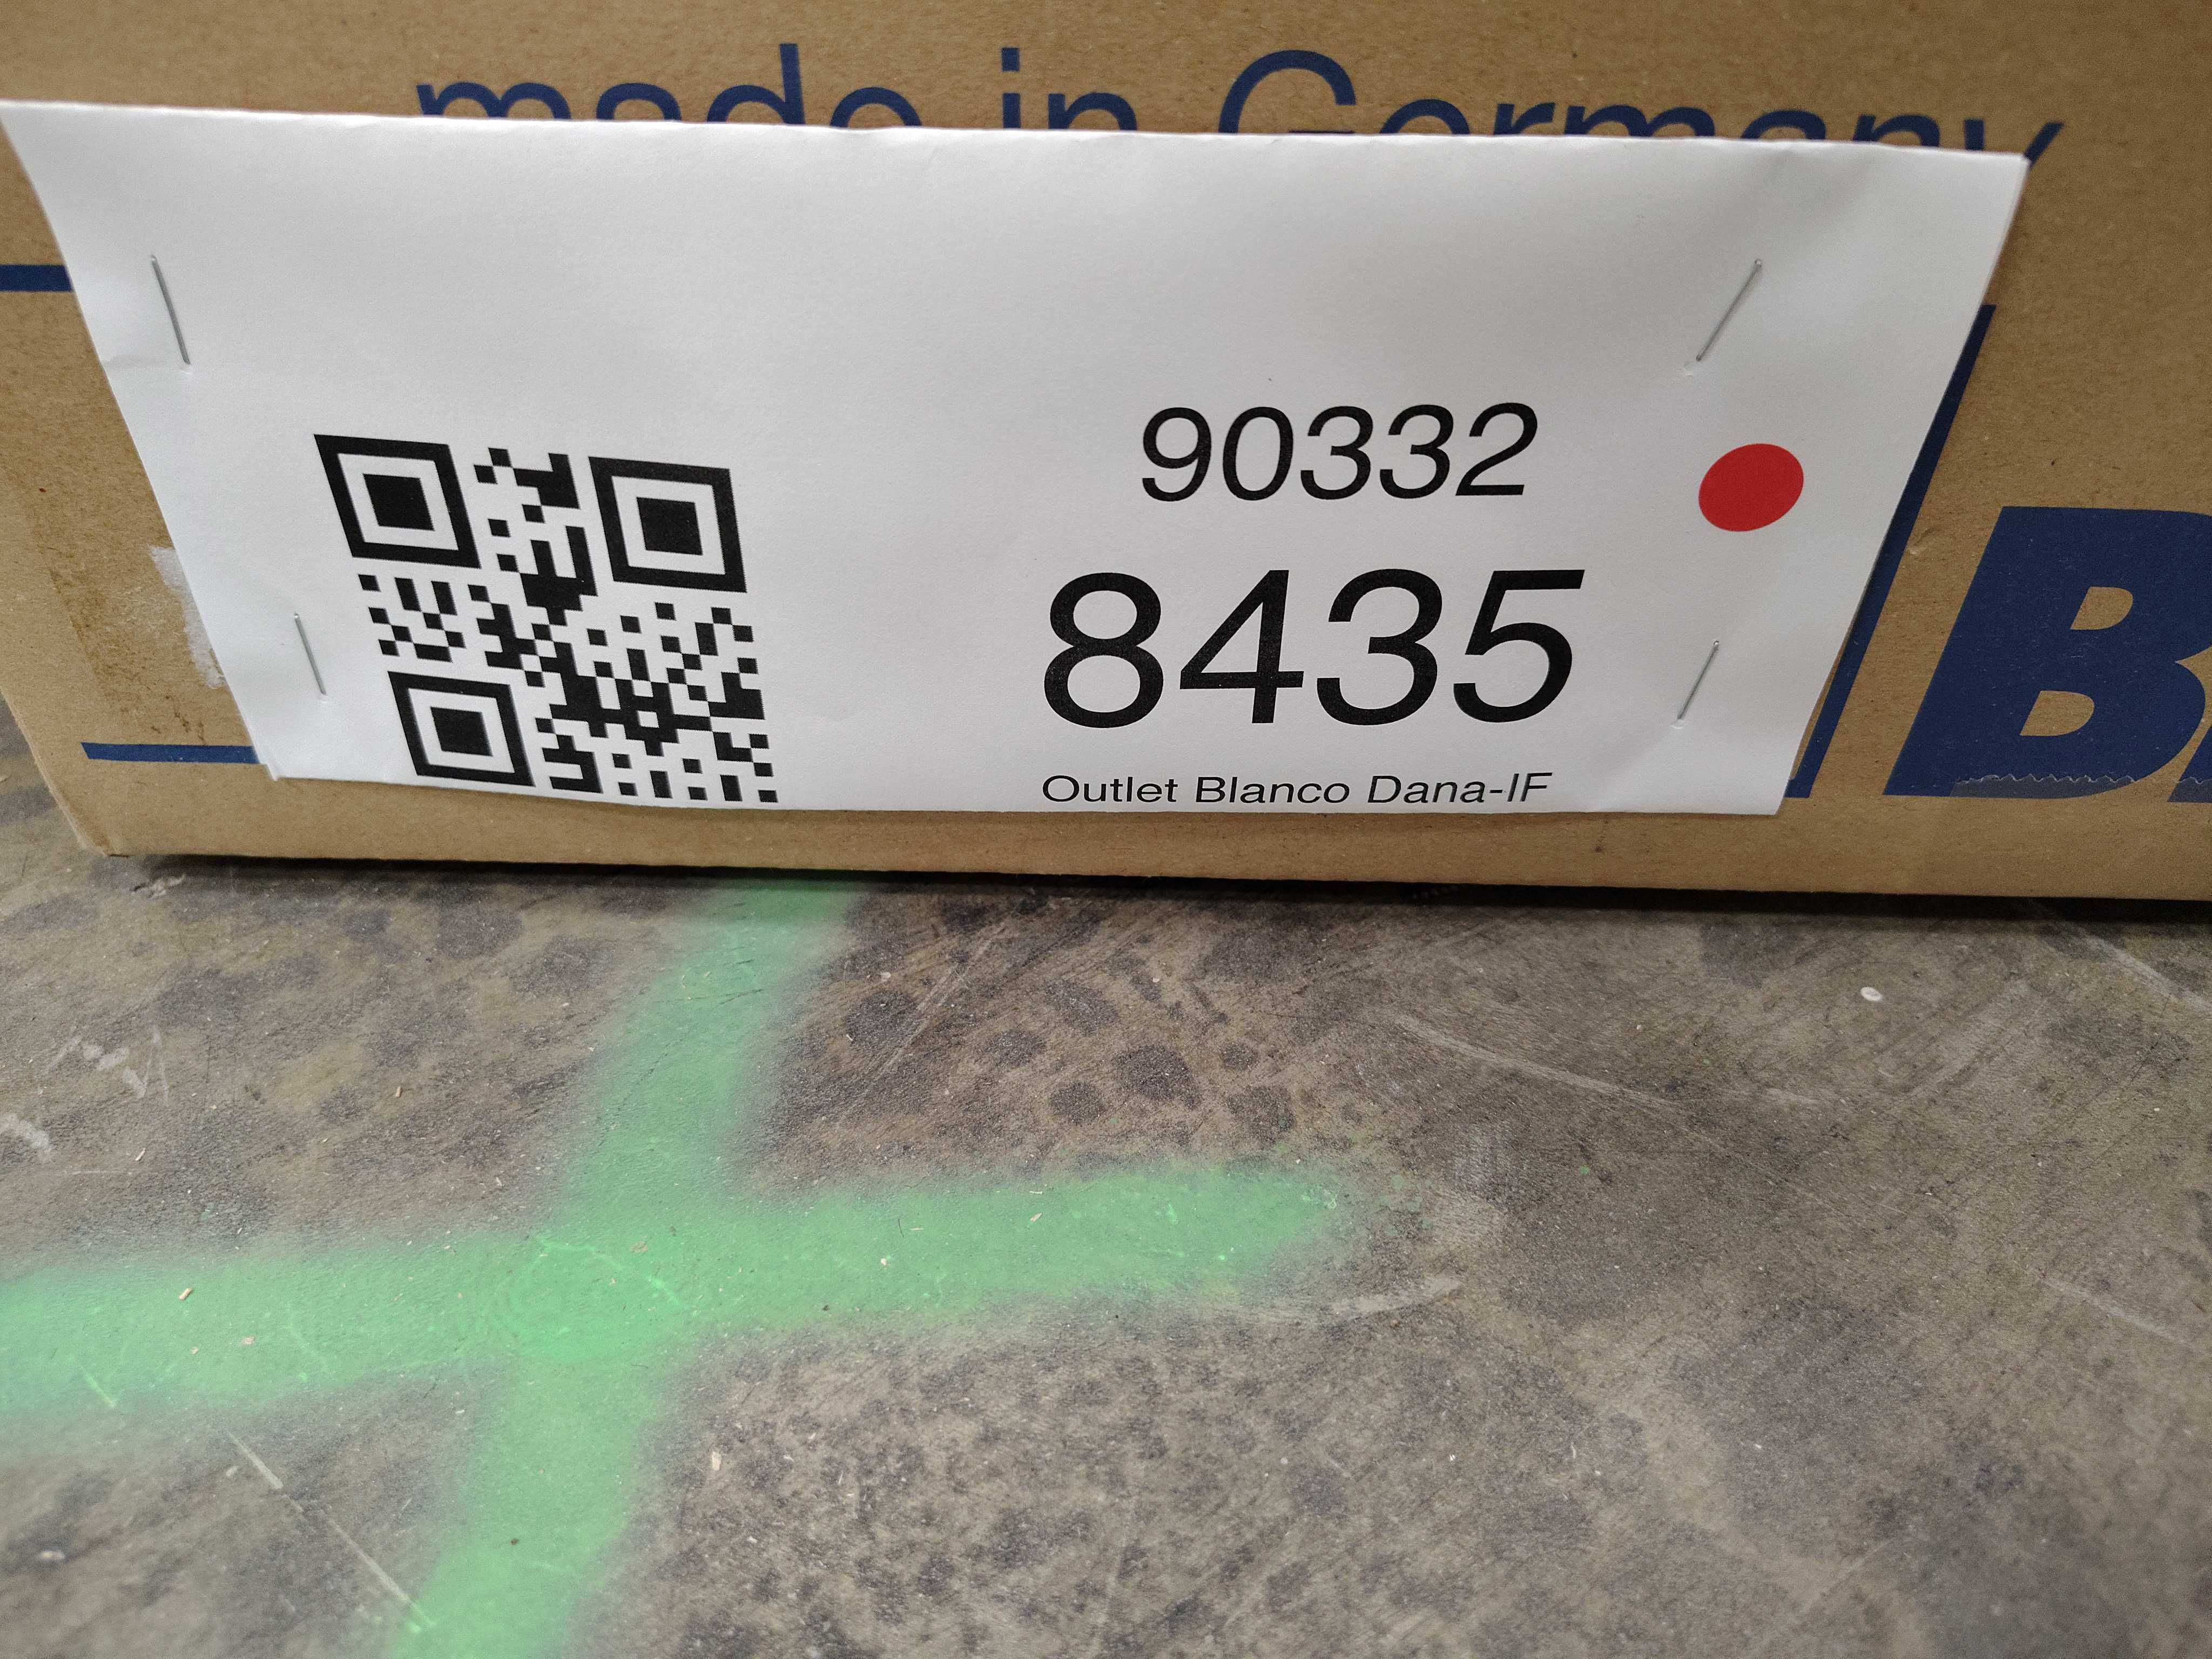 made in Germany
90332
8435
Outlet Blanco Dana-IF
B